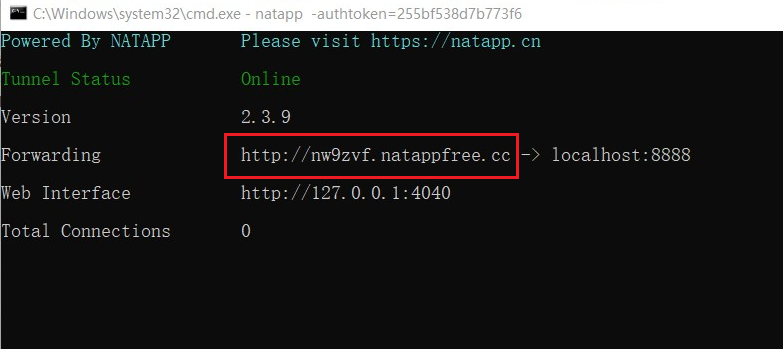 C:\Windows\system32\cmd.exe - natapp  -authtoken=255bf538d7b773f6
Powered By NATAPP Please visit https://natapp.cn
Tunnel Status Online
Version 2.3.9
Forwarding http://nw9zvf.natappfree.cc -> localhost:8888
Web Interface http://127.0.0.1:4040
Total Connections 0